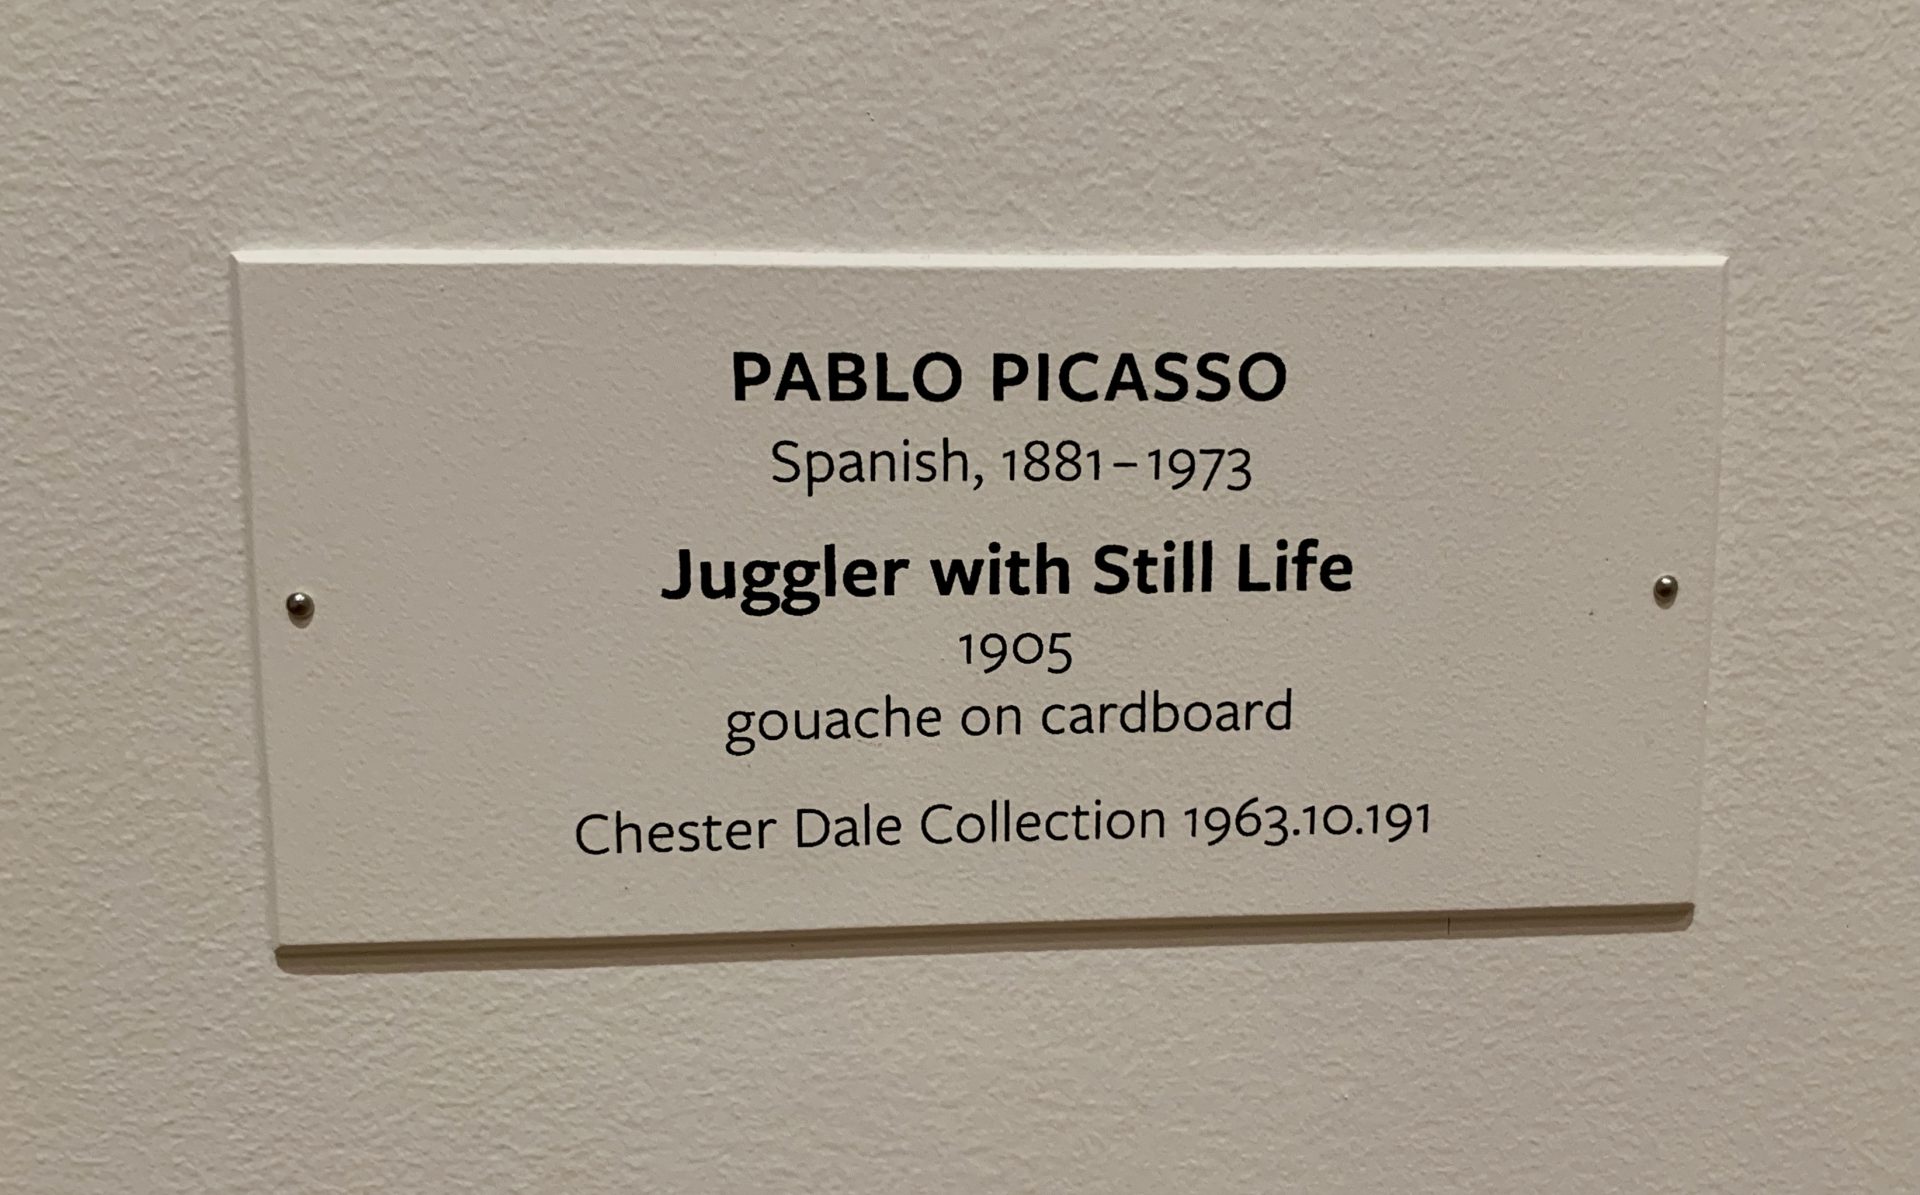 PABLO PICASSO
Spanish, 1881–1973
Juggler with Still Life
1905
gouache on cardboard
Chester Dale Collection 1963.10.191